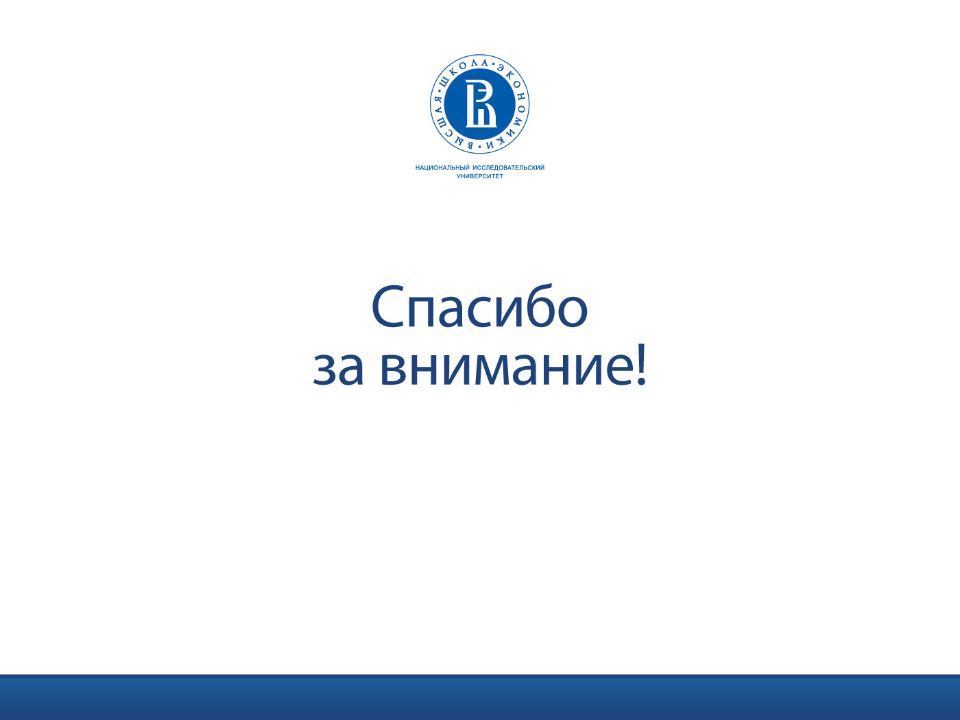 ВЫСШАЯ • ШКОЛА • ЭКОНОМИКИ •
НАЦИОНАЛЬНЫЙ ИССЛЕДОВАТЕЛЬСКИЙ
УНИВЕРСИТЕТ
Спасибо
за внимание!